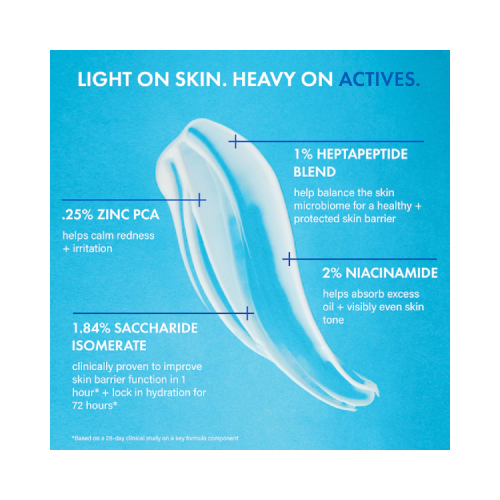 LIGHT ON SKIN. HEAVY ON ACTIVES.
1% HEPTAPEPTIDE
BLEND
help balance the skin
microbiome for a healthy +
protected skin barrier
.25% ZINC PCA
helps calm redness
+ irritation
2% NIACINAMIDE
helps absorb excess
oil + visibly even skin
tone
1.84% SACCHARIDE
ISOMERATE
clinically proven to improve
skin barrier function in 1
hour* + lock in hydration for
72 hours*
*Based on a 28-day clinical study on a key formula component